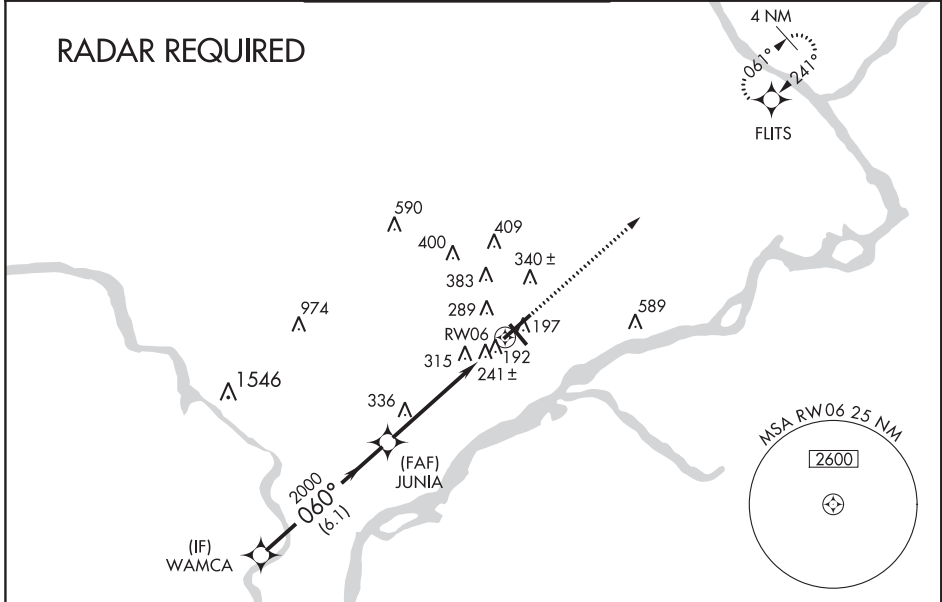 RADAR REQUIRED
4 NM
061°
241°
FLITS
590
400
409
383
340 ±
974
289
589
RW06
197
315
192
241 ±
1546
336
(FAF)
JUNIA
2000
060°
(6.1)
(IF)
WAMCA
MSA RW06 25 NM
2600